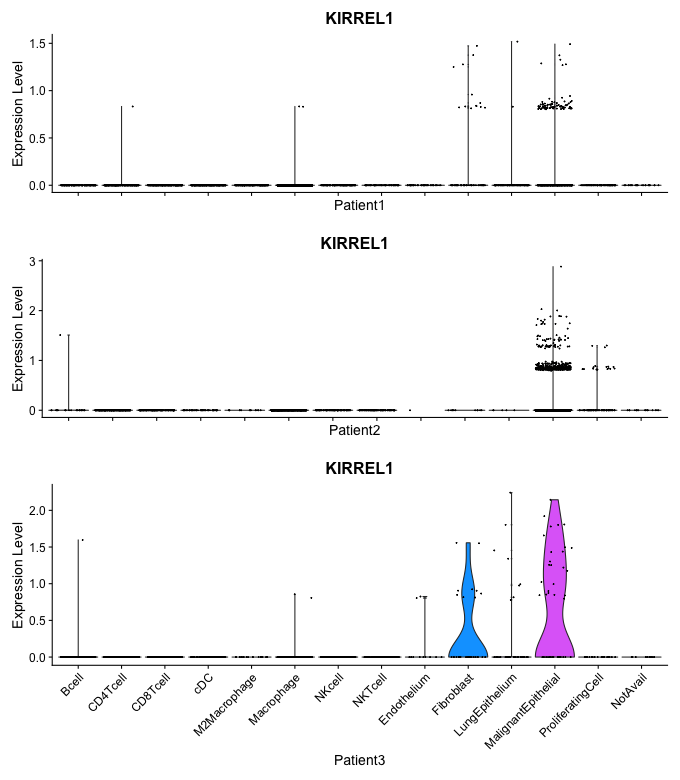 KIRREL1
Expression Level
1.5
1.0
0.5
0.0
Patient1
KIRREL1
Expression Level
3
2
1
0
Patient2
KIRREL1
Expression Level
2.0
1.5
1.0
0.5
0.0
Bcell
CD4Tcell
CD8Tcell
cDC
M2Macrophage
Macrophage
NKcell
NKTcell
Endothelium
Fibroblast
LungEpithelium
MalignantEpithelial
ProliferatingCell
NotAvail
Patient3